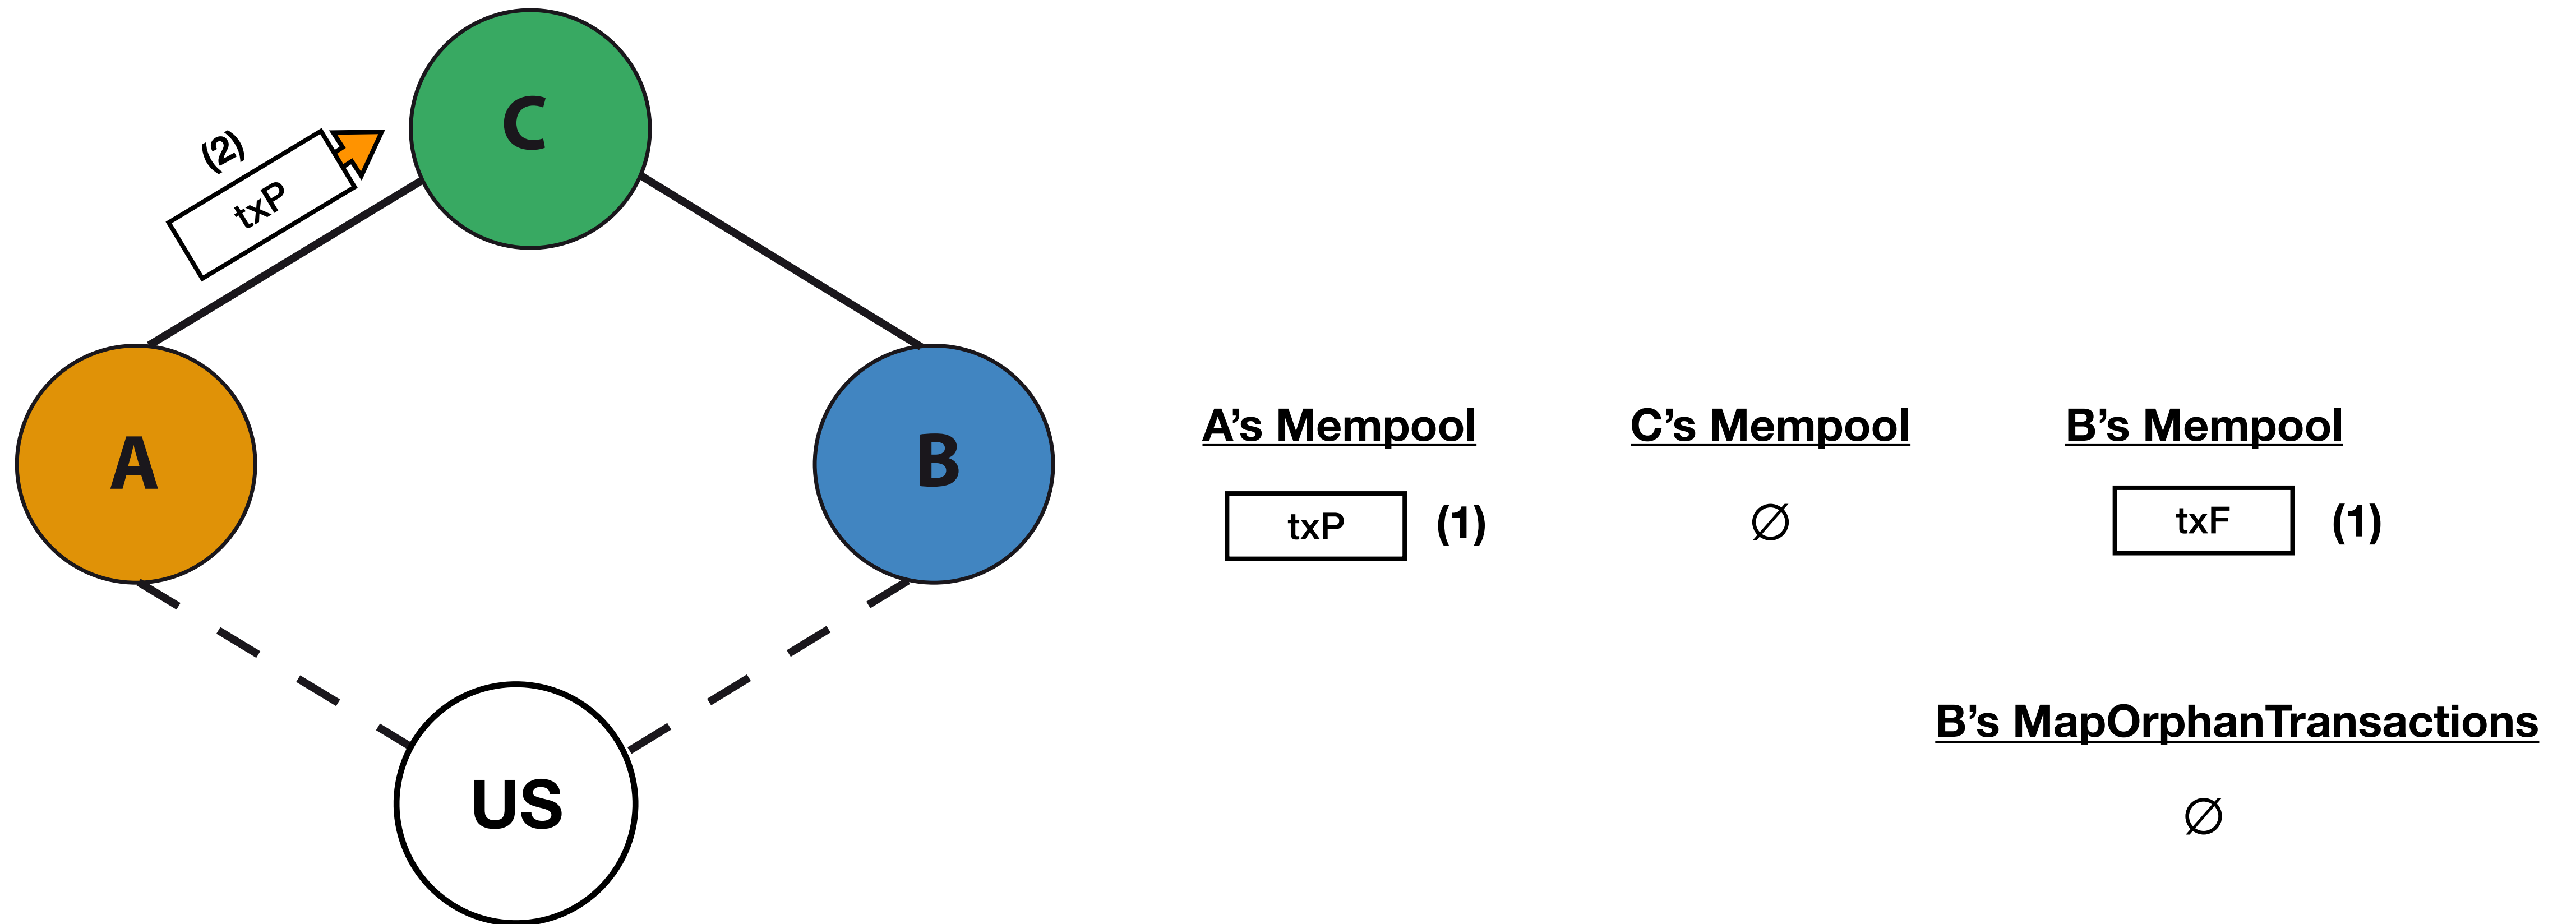 C
(2)
txP
A
B
US
A's Mempool
txP (1)
C's Mempool
∅
B's Mempool
txF (1)
B's MapOrphanTransactions
∅